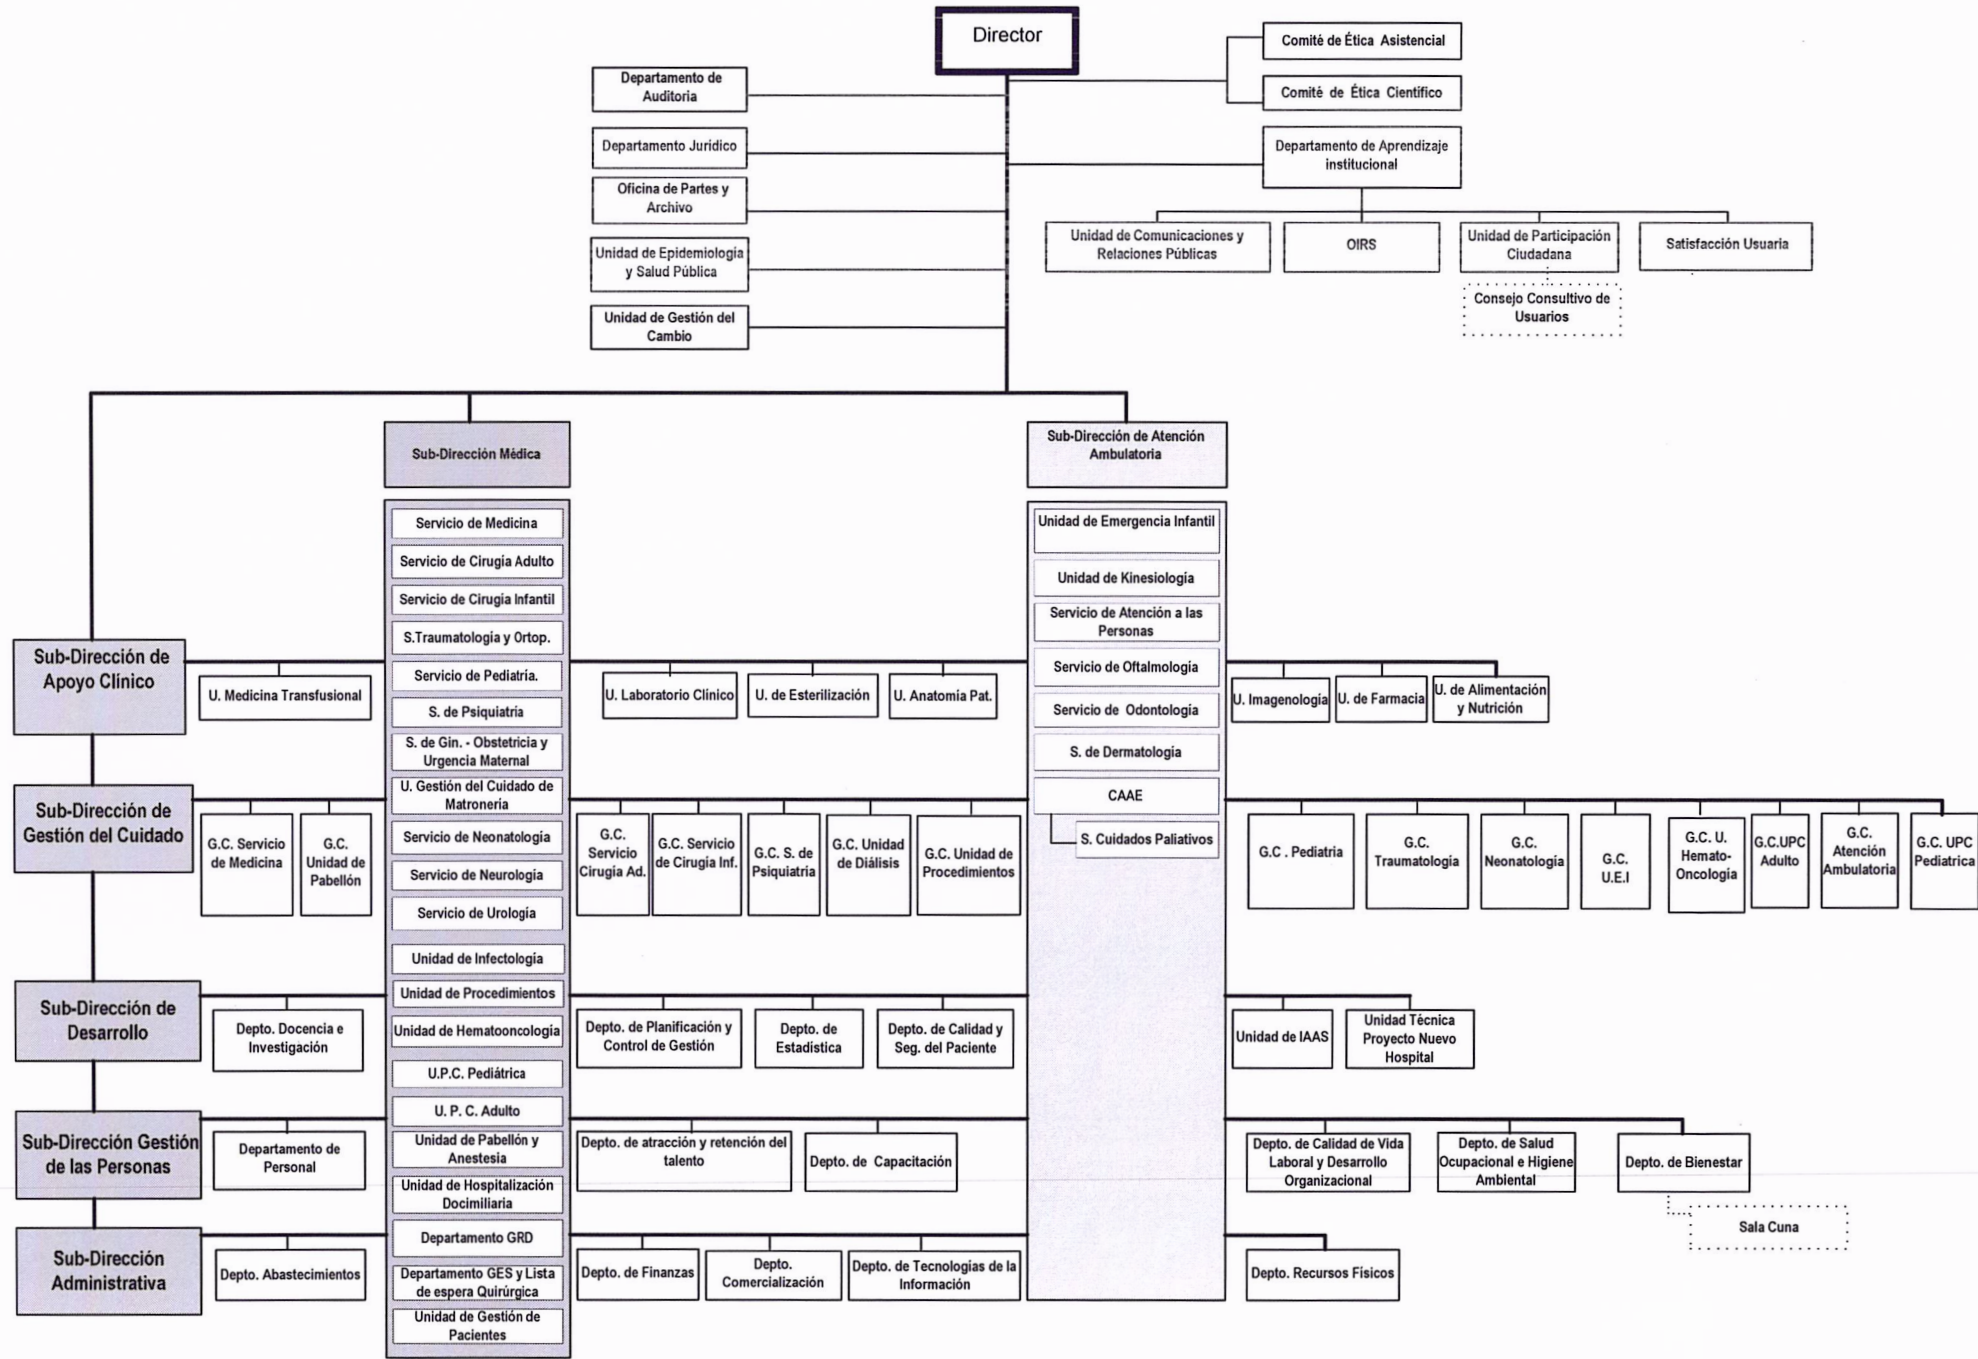 Director
Comité de Ética Asistencial
Comité de Ética Científico
Departamento de
Auditoria
Departamento Jurídico
Oficina de Partes y
Archivo
Unidad de Epidemiología
y Salud Pública
Unidad de Gestión del
Cambio
Departamento de Aprendizaje
institucional
Unidad de Comunicaciones y
Relaciones Públicas
OIRS
Unidad de Participación
Ciudadana
Satisfacción Usuaria
Consejo Consultivo de
Usuarios
Sub-Dirección Médica
Servicio de Medicina
Servicio de Cirugía Adulto
Servicio de Cirugía Infantil
S.Traumatología y Ortop.
Servicio de Pediatría.
S. de Psiquiatria
S. de Gin. - Obstetricia y
Urgencia Maternal
U. Gestión del Cuidado de
Matronería
Servicio de Neonatología
Servicio de Neurología
Servicio de Urología
Unidad de Infectología
Unidad de Procedimientos
Unidad de Hematooncología
U.P.C. Pediátrica
U. P. C. Adulto
Unidad de Pabellón y
Anestesia
Unidad de Hospitalización
Docimiliaria
Departamento GRD
Departamento GES y Lista
de espera Quirúrgica
Unidad de Gestión de
Pacientes
Sub-Dirección de Atención
Ambulatoria
Unidad de Emergencia Infantil
Unidad de Kinesiología
Servicio de Atención a las
Personas
Servicio de Oftalmología
Servicio de Odontología
S. de Dermatología
CAAE
S. Cuidados Paliativos
Sub-Dirección de
Apoyo Clínico
U. Medicina Transfusional
U. Laboratorio Clínico
U. de Esterilización
U. Anatomía Pat.
U. Imagenología
U. de Farmacia
U. de Alimentación
y Nutrición
Sub-Dirección de
Gestión del Cuidado
G.C. Servicio
de Medicina
G.C.
Unidad de
Pabellón
G.C.
Servicio
Cirugía Ad.
G.C. Servicio
de Cirugía Inf.
G.C. S. de
Psiquiatria
G.C. Unidad
de Diálisis
G.C. Unidad de
Procedimientos
G.C . Pediatria
G.C.
Traumatología
G.C.
Neonatología
G.C.
U.E.I
G.C. U.
Hemato-
Oncología
G.C.UPC
Adulto
G.C.
Atención
Ambulatoria
G.C. UPC
Pediatrica
Sub-Dirección de
Desarrollo
Depto. Docencia e
Investigación
Depto. de Planificación y
Control de Gestión
Depto. de
Estadística
Depto. de Calidad y
Seg. del Paciente
Unidad de IAAS
Unidad Técnica
Proyecto Nuevo
Hospital
Sub-Dirección Gestión
de las Personas
Departamento de
Personal
Depto. de atracción y retención del
talento
Depto. de Capacitación
Depto. de Calidad de Vida
Laboral y Desarrollo
Organizacional
Depto. de Salud
Ocupacional e Higiene
Ambiental
Depto. de Bienestar
Sala Cuna
Sub-Dirección
Administrativa
Depto. Abastecimientos
Depto. de Finanzas
Depto.
Comercialización
Depto. de Tecnologías de la
Información
Depto. Recursos Físicos